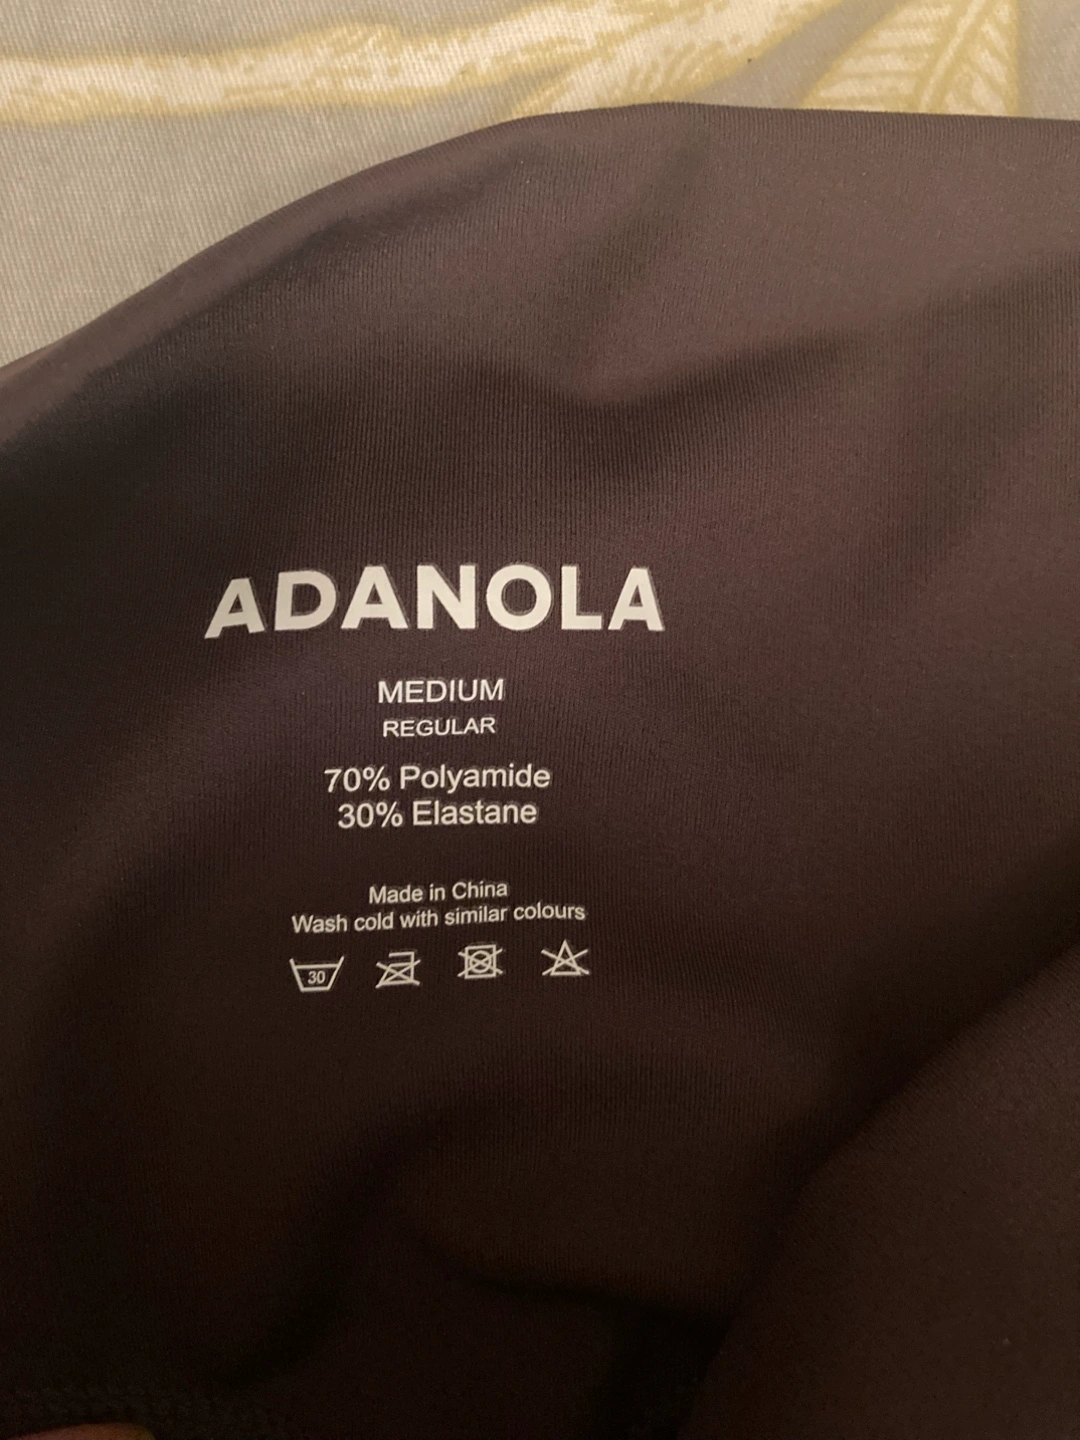 ADANOLA
MEDIUM
REGULAR
70% Polyamide
30% Elastane
Made in China
Wash cold with similar colours
30